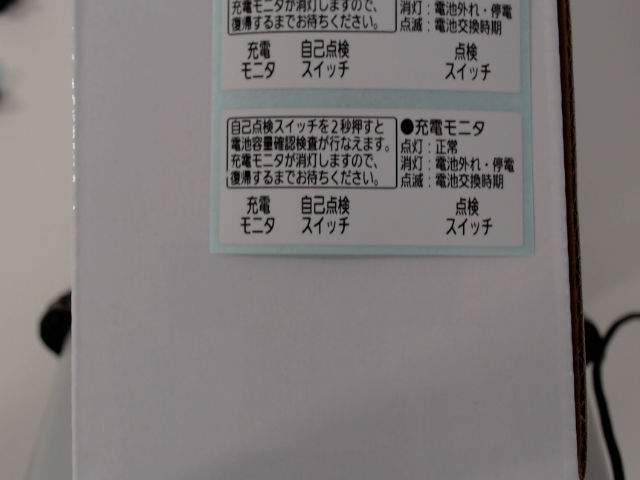 充電モニタが消灯しますので、
復帰するまでお待ちください。
消灯：電池外れ・停電
点滅：電池交換時期
充電
モニタ
自己点検
スイッチ
点検
スイッチ
自己点検スイッチを2秒押すと
電池容量確認検査が行なえます。
充電モニタが消灯しますので、
復帰するまでお待ちください。
●充電モニタ
点灯：正常
消灯：電池外れ・停電
点滅：電池交換時期
充電
モニタ
自己点検
スイッチ
点検
スイッチ